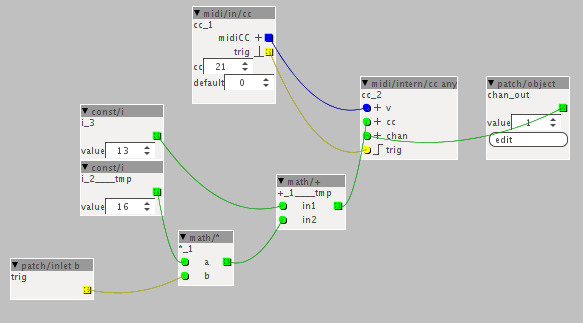 midi/in/cc
cc_1
midiCC +
trig
cc 21
default 0
midi/intern/cc any
cc_2
+ v
+ cc
+ chan
trig
patch/object
chan_out
value 1
edit
const/i
i_3
value 13
const/i
i_2____tmp
value 16
math/+
+_1____tmp
in1
in2
math/*
*_1
a
b
patch/inlet b
trig